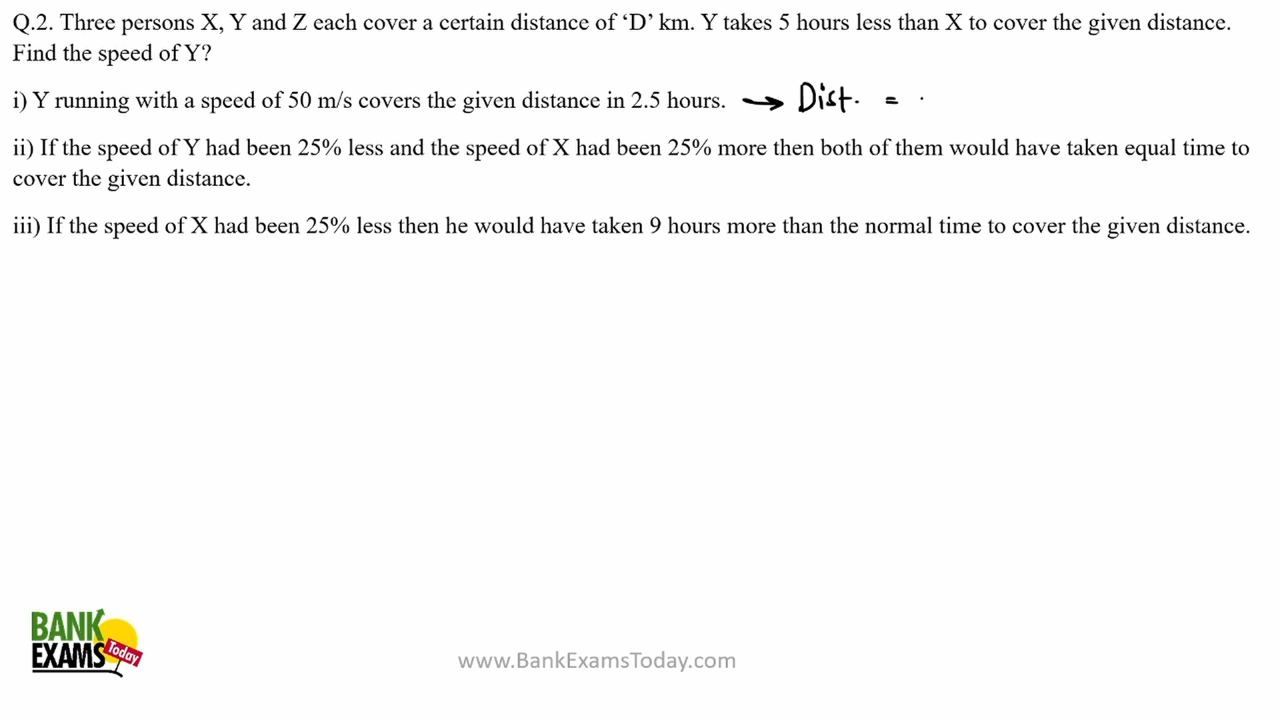 Q.2. Three persons X, Y and Z each cover a certain distance of ‘D’ km. Y takes 5 hours less than X to cover the given distance.
Find the speed of Y?
i) Y running with a speed of 50 m/s covers the given distance in 2.5 hours. → Dist. =
ii) If the speed of Y had been 25% less and the speed of X had been 25% more then both of them would have taken equal time to
cover the given distance.
iii) If the speed of X had been 25% less then he would have taken 9 hours more than the normal time to cover the given distance.
BANK
EXAMS Today
www.BankExamsToday.com